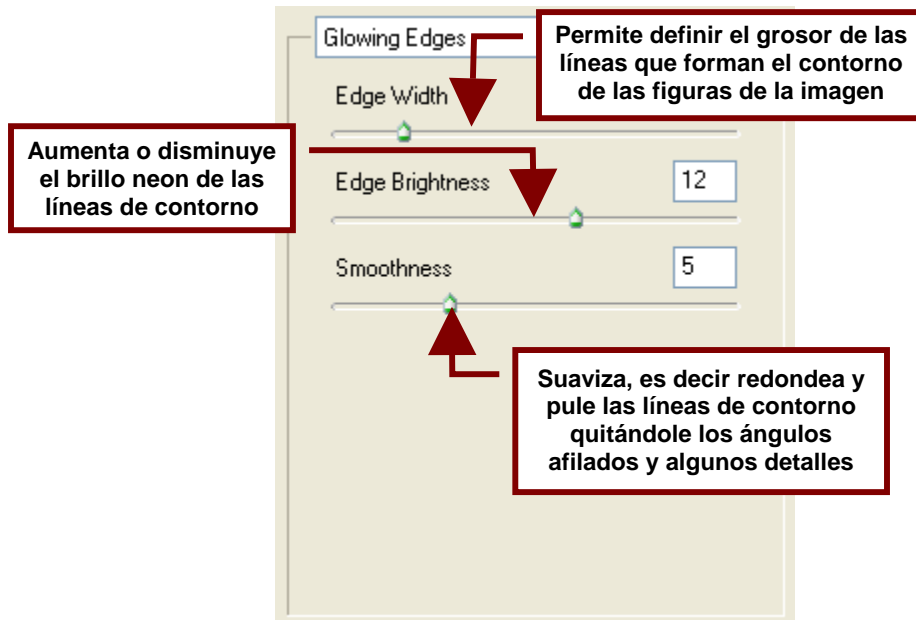 Glowing Edges
Permite definir el grosor de las
líneas que forman el contorno
de las figuras de la imagen
Edge Width
Aumenta o disminuye
el brillo neon de las
líneas de contorno
Edge Brightness 12
Smoothness 5
Suaviza, es decir redondea y
pule las líneas de contorno
quitándole los ángulos
afilados y algunos detalles